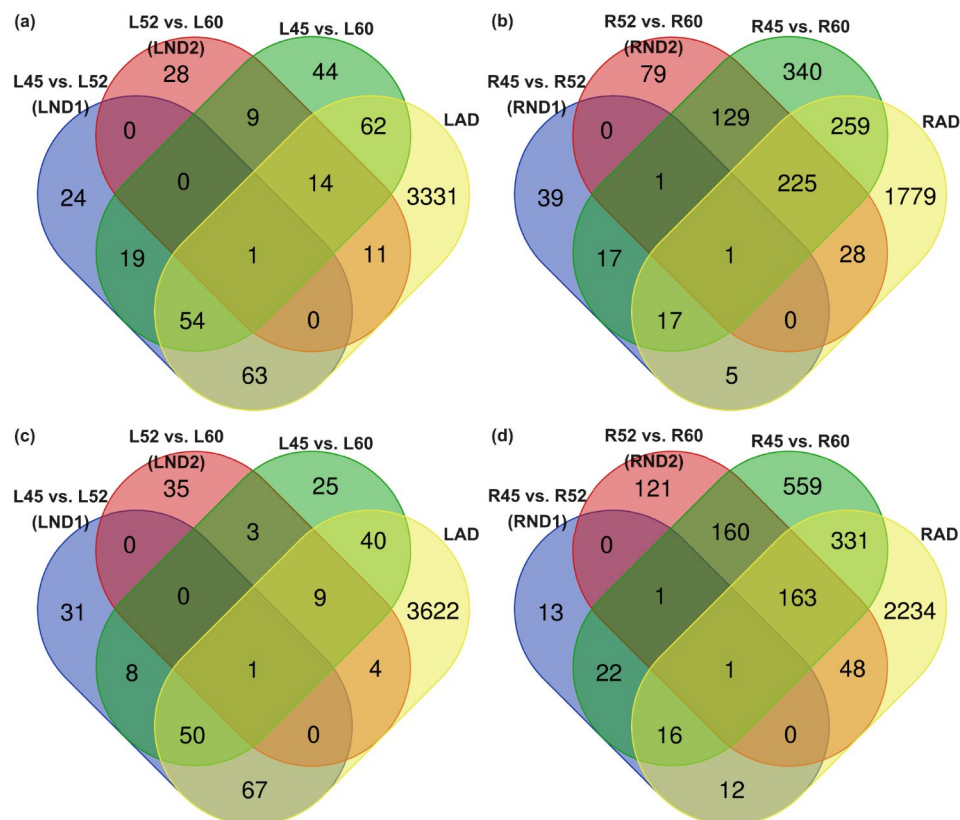 (a)
L52 vs. L60
(LND2)
L45 vs. L60
L45 vs. L52
(LND1)
LAD
28
44
0
9
62
24
0
14
3331
19
1
11
54
0
63
(b)
R52 vs. R60
(RND2)
R45 vs. R60
R45 vs. R52
(RND1)
RAD
79
340
0
129
259
39
1
225
1779
17
1
28
17
0
5
(c)
L52 vs. L60
(LND2)
L45 vs. L60
L45 vs. L52
(LND1)
LAD
35
25
0
3
40
31
0
9
3622
8
1
4
50
0
67
(d)
R52 vs. R60
(RND2)
R45 vs. R60
R45 vs. R52
(RND1)
RAD
121
559
0
160
331
13
1
163
2234
22
1
48
16
0
12